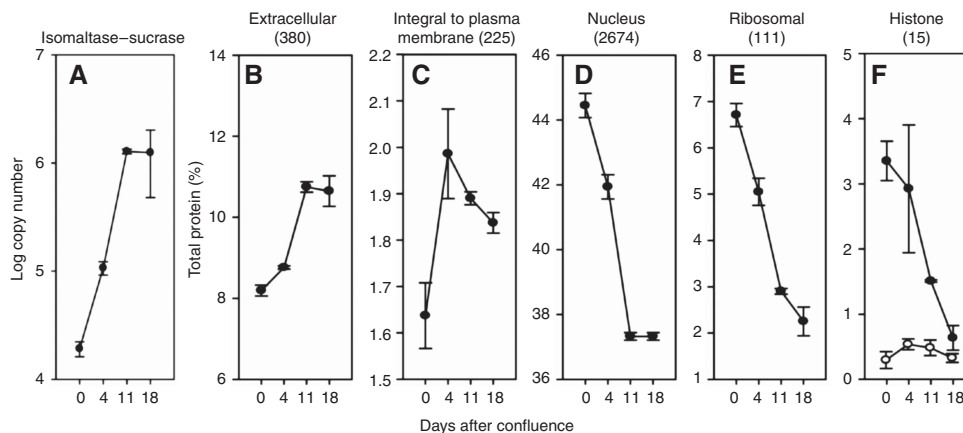 Isomaltase–sucrase
Extracellular
(380)
Integral to plasma
membrane (225)
Nucleus
(2674)
Ribosomal
(111)
Histone
(15)
A
B
C
D
E
F
Log copy number
7
6
5
4
0 4 11 18
Total protein (%)
14
12
10
8
6
0 4 11 18
2.2
2.1
2.0
1.9
1.8
1.7
1.6
1.5
0 4 11 18
46
44
42
40
38
36
0 4 11 18
8
7
6
5
4
3
2
1
0 4 11 18
5
4
3
2
1
0
0 4 11 18
Days after confluence